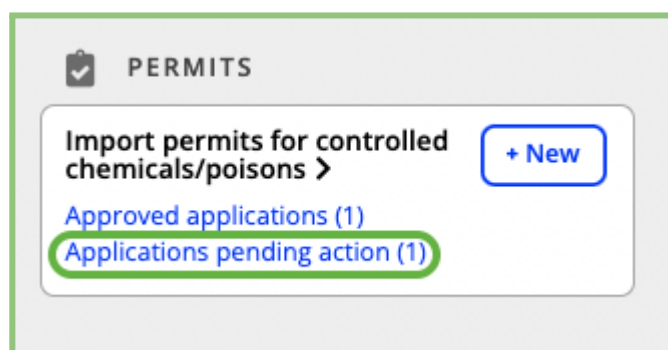 PERMITS
Import permits for controlled
chemicals/poisons >
+ New
Approved applications (1)
Applications pending action (1)